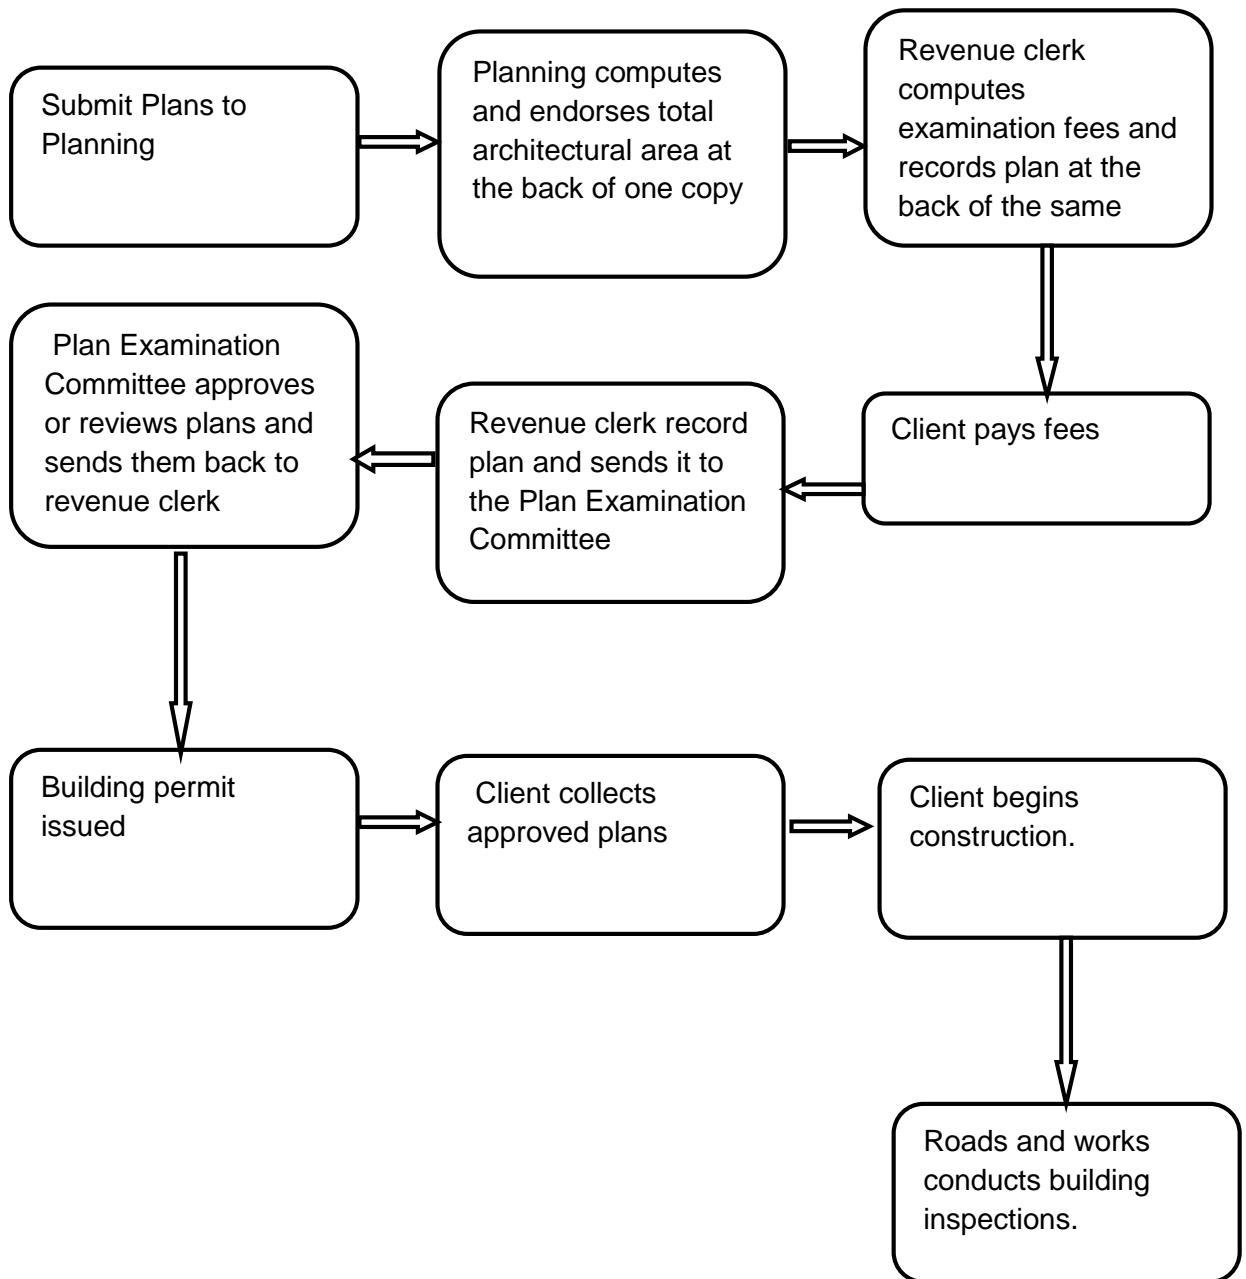 Submit Plans to
Planning
Planning computes
and endorses total
architectural area at
the back of one copy
Revenue clerk
computes
examination fees and
records plan at the
back of the same
Client pays fees
Revenue clerk record
plan and sends it to
the Plan Examination
Committee
Plan Examination
Committee approves
or reviews plans and
sends them back to
revenue clerk
Building permit
issued
Client collects
approved plans
Client begins
construction.
Roads and works
conducts building
inspections.